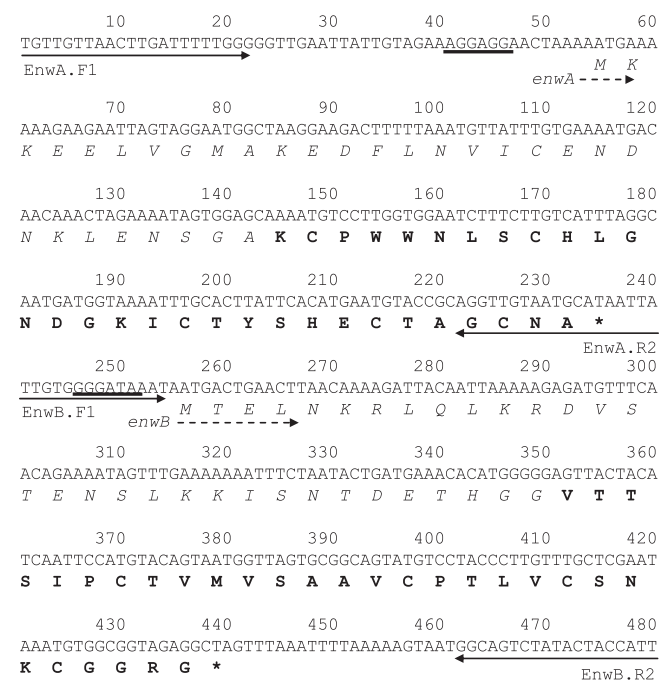 10 20 30 40 50 60
TGTTGTTAACTTGATTTTTGGGGGTTGAATTATTGTAGAAAGGAGGAACTAAAAATGAAA
EnwA.F1 M K
enwA
70 80 90 100 110 120
AAAGAAGAATTAGTAGGAATGGCTAAGGAAGACTTTTTAAATGTTATTTGTGAAAATGAC
K E E L V G M A K E D F L N V I C E N D
130 140 150 160 170 180
AACAAACTAGAAAATAGTGGAGCAAAATGTCCTTGGTGGAATCTTTCTTGTCATTTAGGC
N K L E N S G A K C P W W N L S C H L G
190 200 210 220 230 240
AATGATGGTAAAATTTGCACTTATTCACATGAATGTACCGCAGGTTGTAATGCATAATTA
N D G K I C T Y S H E C T A G C N A *
EnwA.R2
250 260 270 280 290 300
TTGTGGGGGATAAATAATGACTGAACTTAACAAAAGATTACAATTAAAAAGAGATGTTTCA
EnwB.F1 M T E L N K R L Q L K R D V S
enwB
310 320 330 340 350 360
ACAGAAAATAGTTTGAAAAAAATTTCTAATACTGATGAAACACATGGGGGAGTTACTACA
T E N S L K K I S N T D E T H G G V T T
370 380 390 400 410 420
TCAATTCCATGTACAGTAATGGTTAGTGCGGCAGTATGTCCTACCCTTGTTTGCTCGAAT
S I P C T V M V S A A V C P T L V C S N
430 440 450 460 470 480
AAATGTGGCGGTAGAGGCTAGTTTAAATTTTAAAAAGTAATGGCAGTCTATACTACCATT
K C G G R G *
EnwB.R2